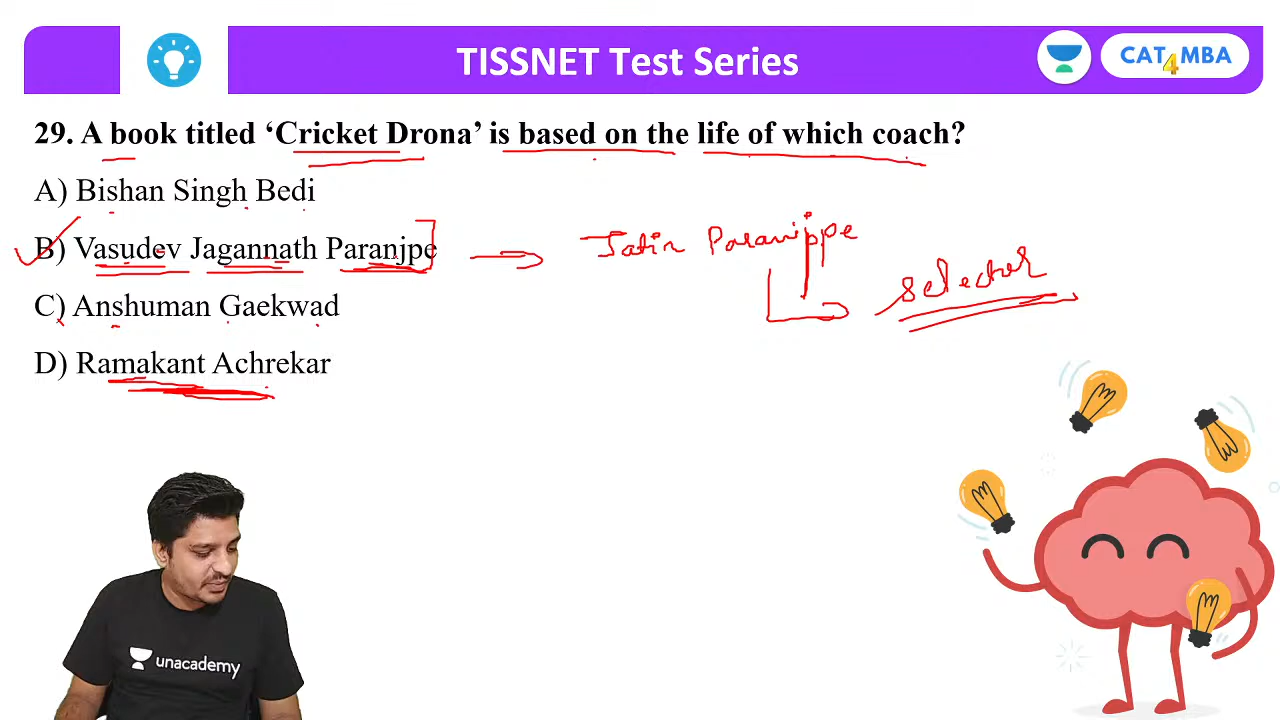 TISSNET Test Series
CAT4MBA
29. A book titled ‘Cricket Drona’ is based on the life of which coach?
A) Bishan Singh Bedi
B) Vasudev Jagannath Paranjpe
Jatin Paranjppe
selector
C) Anshuman Gaekwad
D) Ramakant Achrekar
unacademy